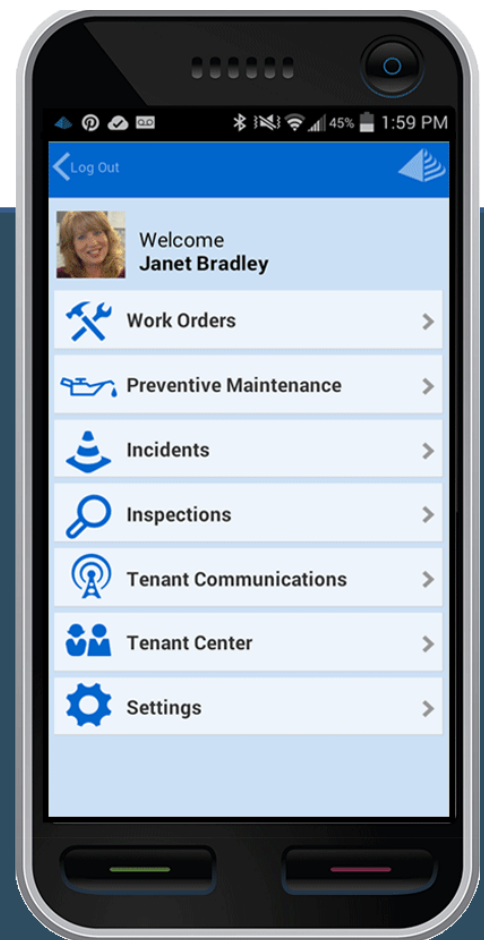 45% 1:59 PM
Log Out
Welcome
Janet Bradley
Work Orders
Preventive Maintenance
Incidents
Inspections
Tenant Communications
Tenant Center
Settings